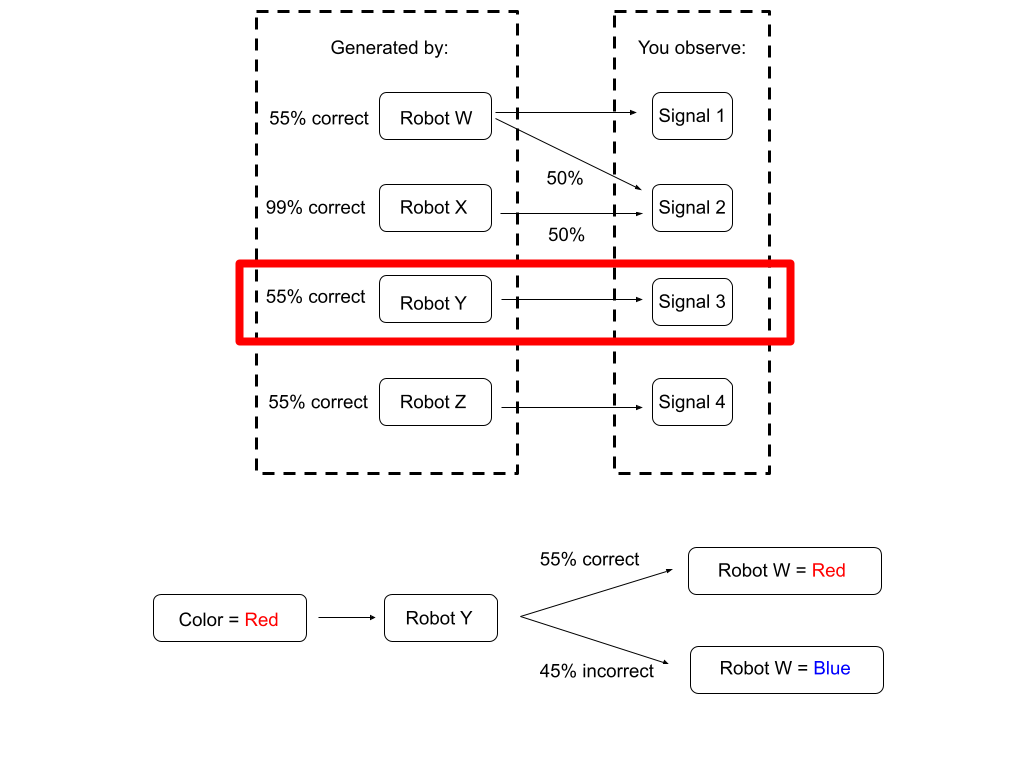 Generated by:
You observe:
55% correct
Robot W
Signal 1
50%
99% correct
Robot X
Signal 2
50%
55% correct
Robot Y
Signal 3
55% correct
Robot Z
Signal 4
55% correct
Robot W = Red
Color = Red
Robot Y
45% incorrect
Robot W = Blue